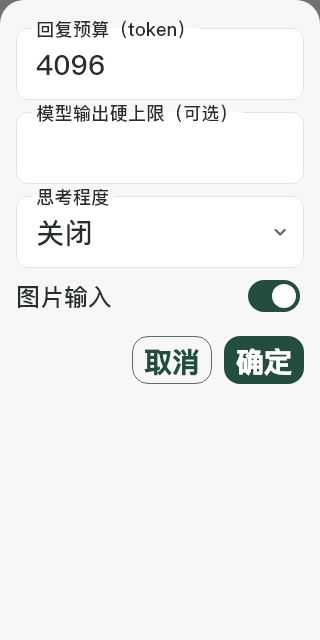 回复预算（token）
4096
模型输出硬上限（可选）
思考程度
关闭
图片输入
取消
确定